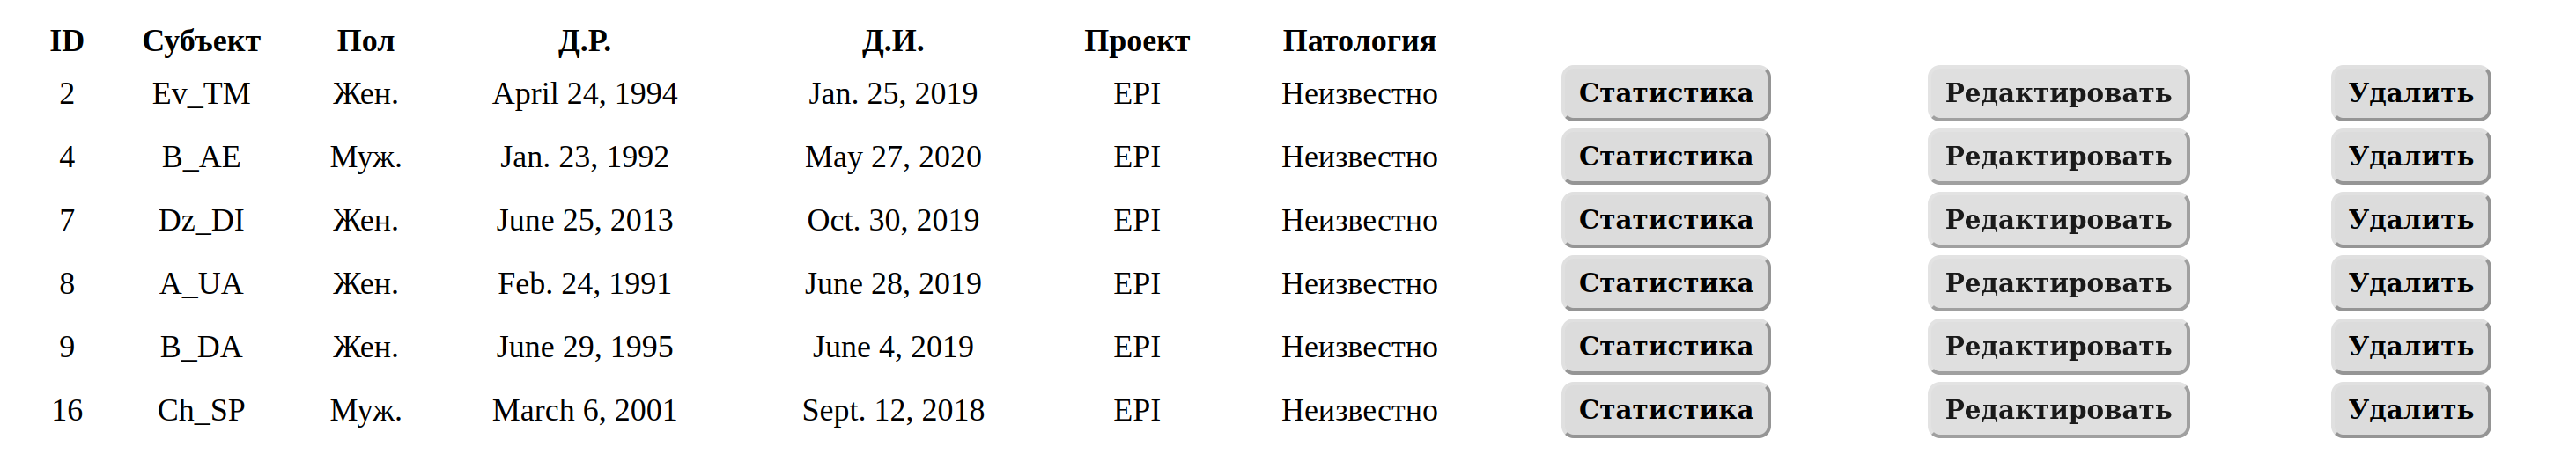 ID Субъект Пол Д.Р. Д.И. Проект Патология
2 Ev_TM Жен. April 24, 1994 Jan. 25, 2019 EPI Неизвестно Статистика Редактировать Удалить
4 B_AE Муж. Jan. 23, 1992 May 27, 2020 EPI Неизвестно Статистика Редактировать Удалить
7 Dz_DI Жен. June 25, 2013 Oct. 30, 2019 EPI Неизвестно Статистика Редактировать Удалить
8 A_UA Жен. Feb. 24, 1991 June 28, 2019 EPI Неизвестно Статистика Редактировать Удалить
9 B_DA Жен. June 29, 1995 June 4, 2019 EPI Неизвестно Статистика Редактировать Удалить
16 Ch_SP Муж. March 6, 2001 Sept. 12, 2018 EPI Неизвестно Статистика Редактировать Удалить